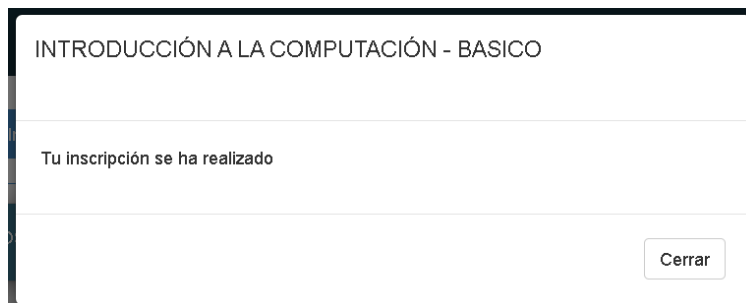 INTRODUCCIÓN A LA COMPUTACIÓN - BASICO
Tu inscripción se ha realizado
Cerrar